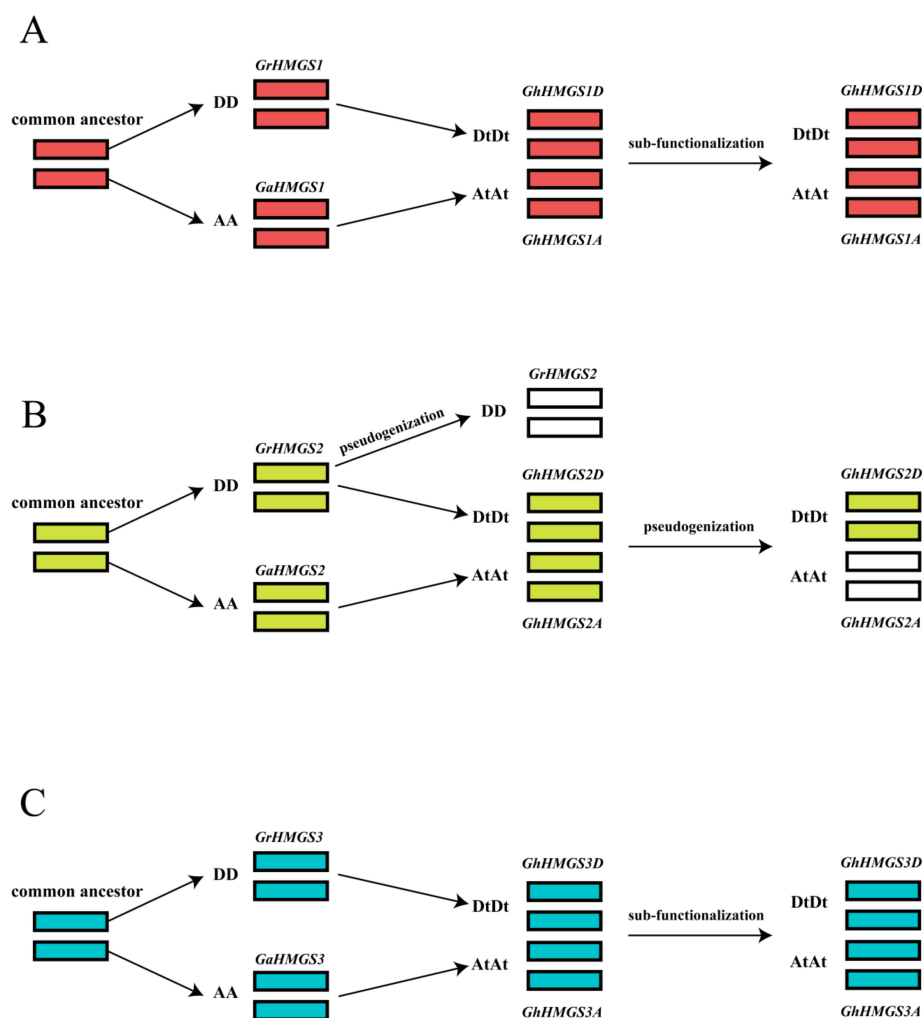 A
GrHMGS1
DD
common ancestor
GaHMGS1
AA
GhHMGS1D
DtDt
AtAt
GhHMGS1A
sub-functionalization
GhHMGS1D
DtDt
AtAt
GhHMGS1A
B
GrHMGS2
DD
common ancestor
GaHMGS2
AA
pseudogenization
GrHMGS2
DD
GhHMGS2D
DtDt
AtAt
GhHMGS2A
pseudogenization
GhHMGS2D
DtDt
AtAt
GhHMGS2A
C
GrHMGS3
DD
common ancestor
GaHMGS3
AA
GhHMGS3D
DtDt
AtAt
GhHMGS3A
sub-functionalization
GhHMGS3D
DtDt
AtAt
GhHMGS3A